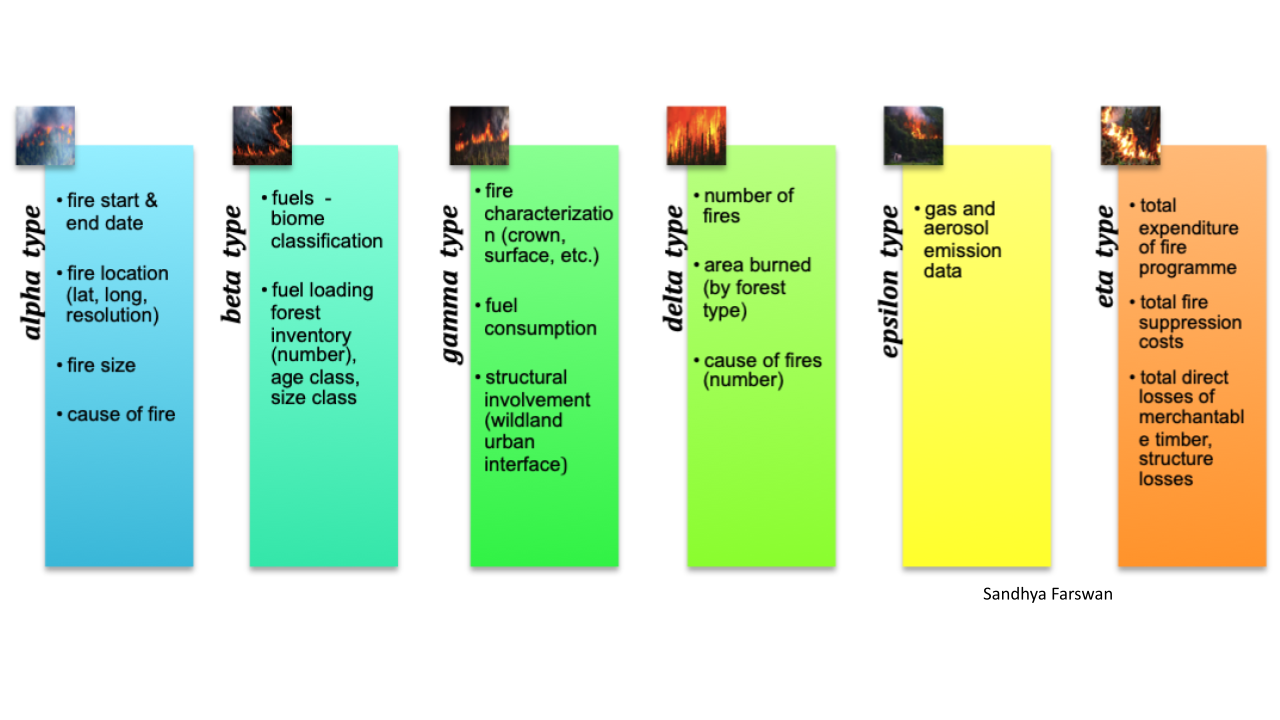 alpha type
• fire start &
end date
• fire location
(lat, long,
resolution)
• fire size
• cause of fire
beta type
• fuels -
biome
classification
• fuel loading
forest
inventory
(number),
age class,
size class
gamma type
• fire
characterizatio
n (crown,
surface, etc.)
• fuel
consumption
• structural
involvement
(wildland
urban
interface)
delta type
• number of
fires
• area burned
(by forest
type)
• cause of fires
(number)
epsilon type
• gas and
aerosol
emission
data
eta type
• total
expenditure
of fire
programme
• total fire
suppression
costs
• total direct
losses of
merchantabl
e timber,
structure
losses
Sandhya Farswan